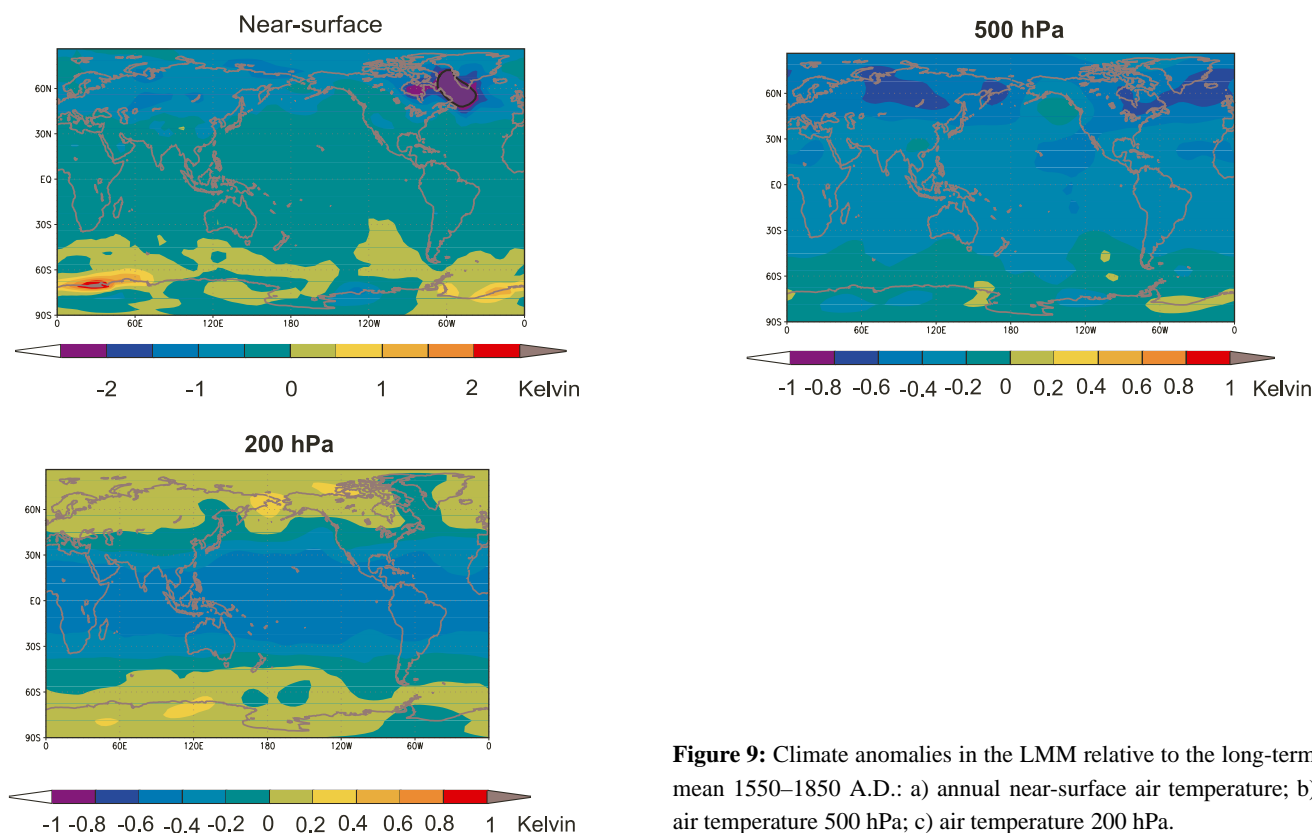 Near-surface
60N
30N
EQ
30S
60S
90S
0 60E 120E 180 120W 60W 0
-2 -1 0 1 2 Kelvin
500 hPa
60N
30N
EQ
30S
60S
90S
0 60E 120E 180 120W 60W 0
-1 -0.8 -0.6 -0.4 -0.2 0 0.2 0.4 0.6 0.8 1 Kelvin
200 hPa
60N
30N
EQ
30S
60S
90S
0 60E 120E 180 120W 60W 0
-1 -0.8 -0.6 -0.4 -0.2 0 0.2 0.4 0.6 0.8 1 Kelvin
Figure 9: Climate anomalies in the LMM relative to the long-term
mean 1550–1850 A.D.: a) annual near-surface air temperature; b)
air temperature 500 hPa; c) air temperature 200 hPa.